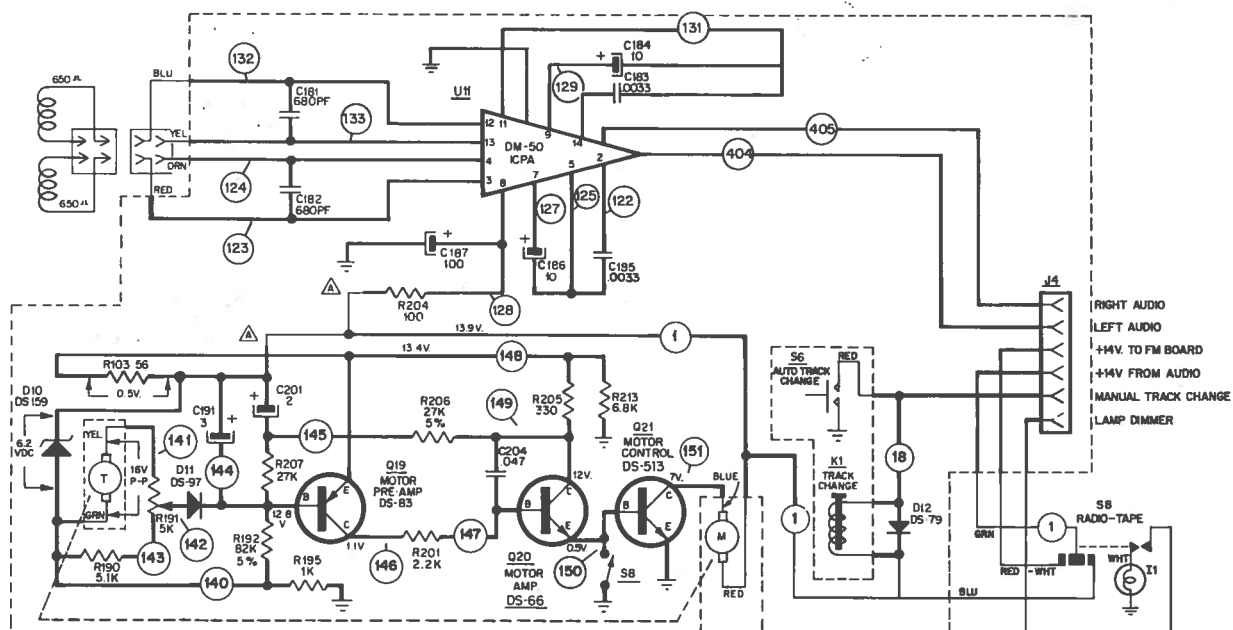 650 Ω
650 Ω
BLU
YEL
ORN
RED
132
133
124
123
C181
680PF
C182
680PF
U11
DM-50
ICPA
12
11
13
4
3
8
9
14
7
5
2
131
+
C184
10
C183
.0033
129
405
404
127
125
122
+
C187
100
+
C186
10
C185
.0033
A
R204
100
128
A
13.9V.
1
13.4V.
148
J4
RIGHT AUDIO
LEFT AUDIO
+14V. TO FM BOARD
+14V FROM AUDIO
MANUAL TRACK CHANGE
LAMP DIMMER
R103 56
0.5V.
D10
DS159
6.2
VDC
YEL
T
GRN
16V
P-P
141
R191
5K
D11
DS-97
142
143
R190
5.1K
140
+
C191
3
144
+
C201
2
145
R207
27K
12.8
V
R192
82K
5%
R195
1K
B
E
C
Q19
MOTOR
PRE-AMP
DS-83
1.1V
146
R201
2.2K
147
R206
27K
5%
149
C204
.047
R205
330
R213
6.8K
12V.
B
C
E
0.5V
150
Q20
MOTOR
AMP
DS-66
Q21
MOTOR
CONTROL
DS-513
7V.
151
B
C
E
S8
BLUE
M
RED
1
S6
AUTO TRACK
CHANGE
RED
K1
TRACK
CHANGE
18
D12
DS-79
BLU
GRN
RED-WHT
1
S8
RADIO-TAPE
WHT
I1